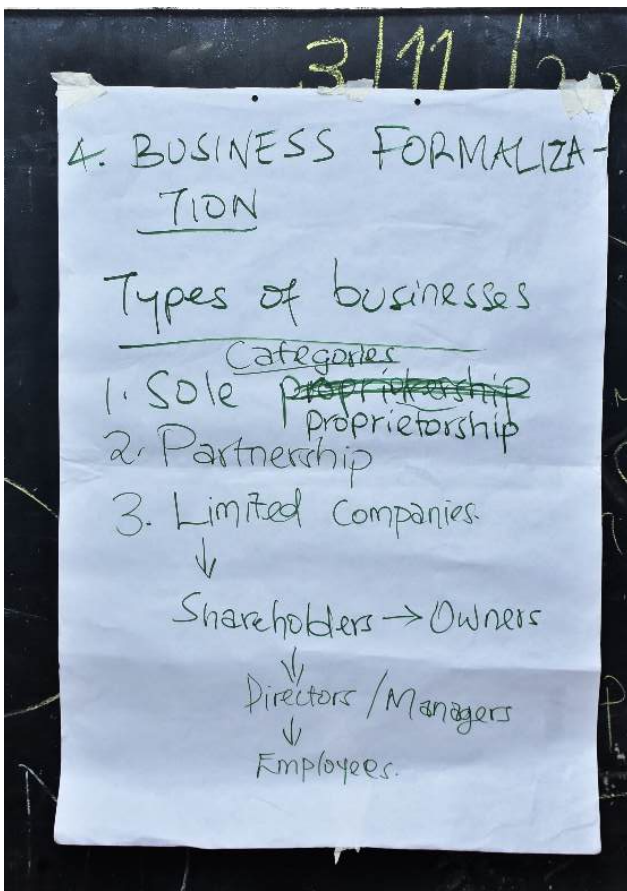 3/11/20
4. BUSINESS FORMALIZA-
TION
Types of businesses
Categories
1. Sole proprietorship
2. Partnership
3. Limited companies.
↓
Shareholders → Owners
↓
Directors / Managers
↓
Employees.